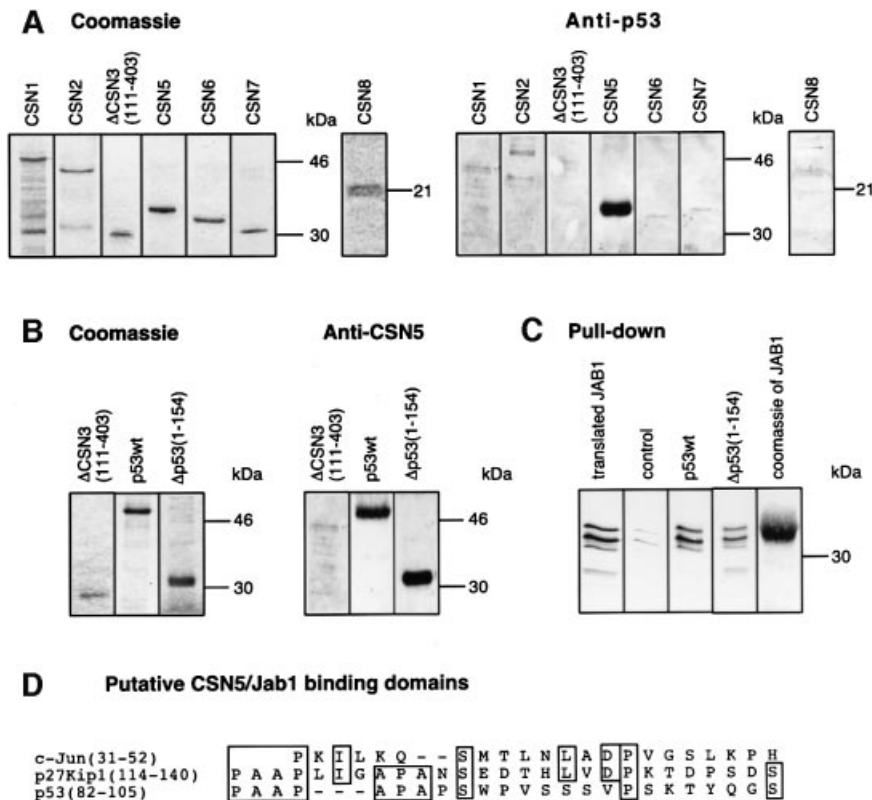 A Coomassie Anti-p53
CSN1 CSN2 ΔCSN3 (111-403) CSN5 CSN6 CSN7 kDa CSN8 CSN1 CSN2 ΔCSN3 (111-403) CSN5 CSN6 CSN7 kDa CSN8
46 46
21 21
30 30
B Coomassie Anti-CSN5 C Pull-down
ΔCSN3 (111-403) p53wt Δp53(1-154) kDa ΔCSN3 (111-403) p53wt Δp53(1-154) kDa translated JAB1 control p53wt Δp53(1-154) coomassie of JAB1 kDa
46 46
30 30 30
D Putative CSN5/Jab1 binding domains
c-Jun(31-52) P K I L K Q - - S M T L N L A D P V G S L K P H
p27Kip1(114-140) P A A P L I G A P A N S E D T H L V D P K T D P S D S
p53(82-105) P A A P - - - A P A P S W P V S S S V P S K T Y Q G S